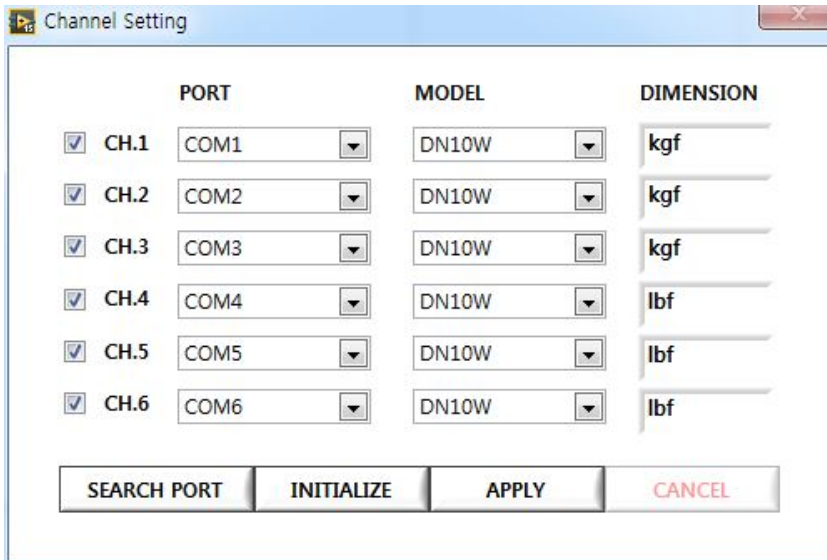 Channel Setting
PORT MODEL DIMENSION
CH.1 COM1 DN10W kgf
CH.2 COM2 DN10W kgf
CH.3 COM3 DN10W kgf
CH.4 COM4 DN10W lbf
CH.5 COM5 DN10W lbf
CH.6 COM6 DN10W lbf
SEARCH PORT INITIALIZE APPLY CANCEL